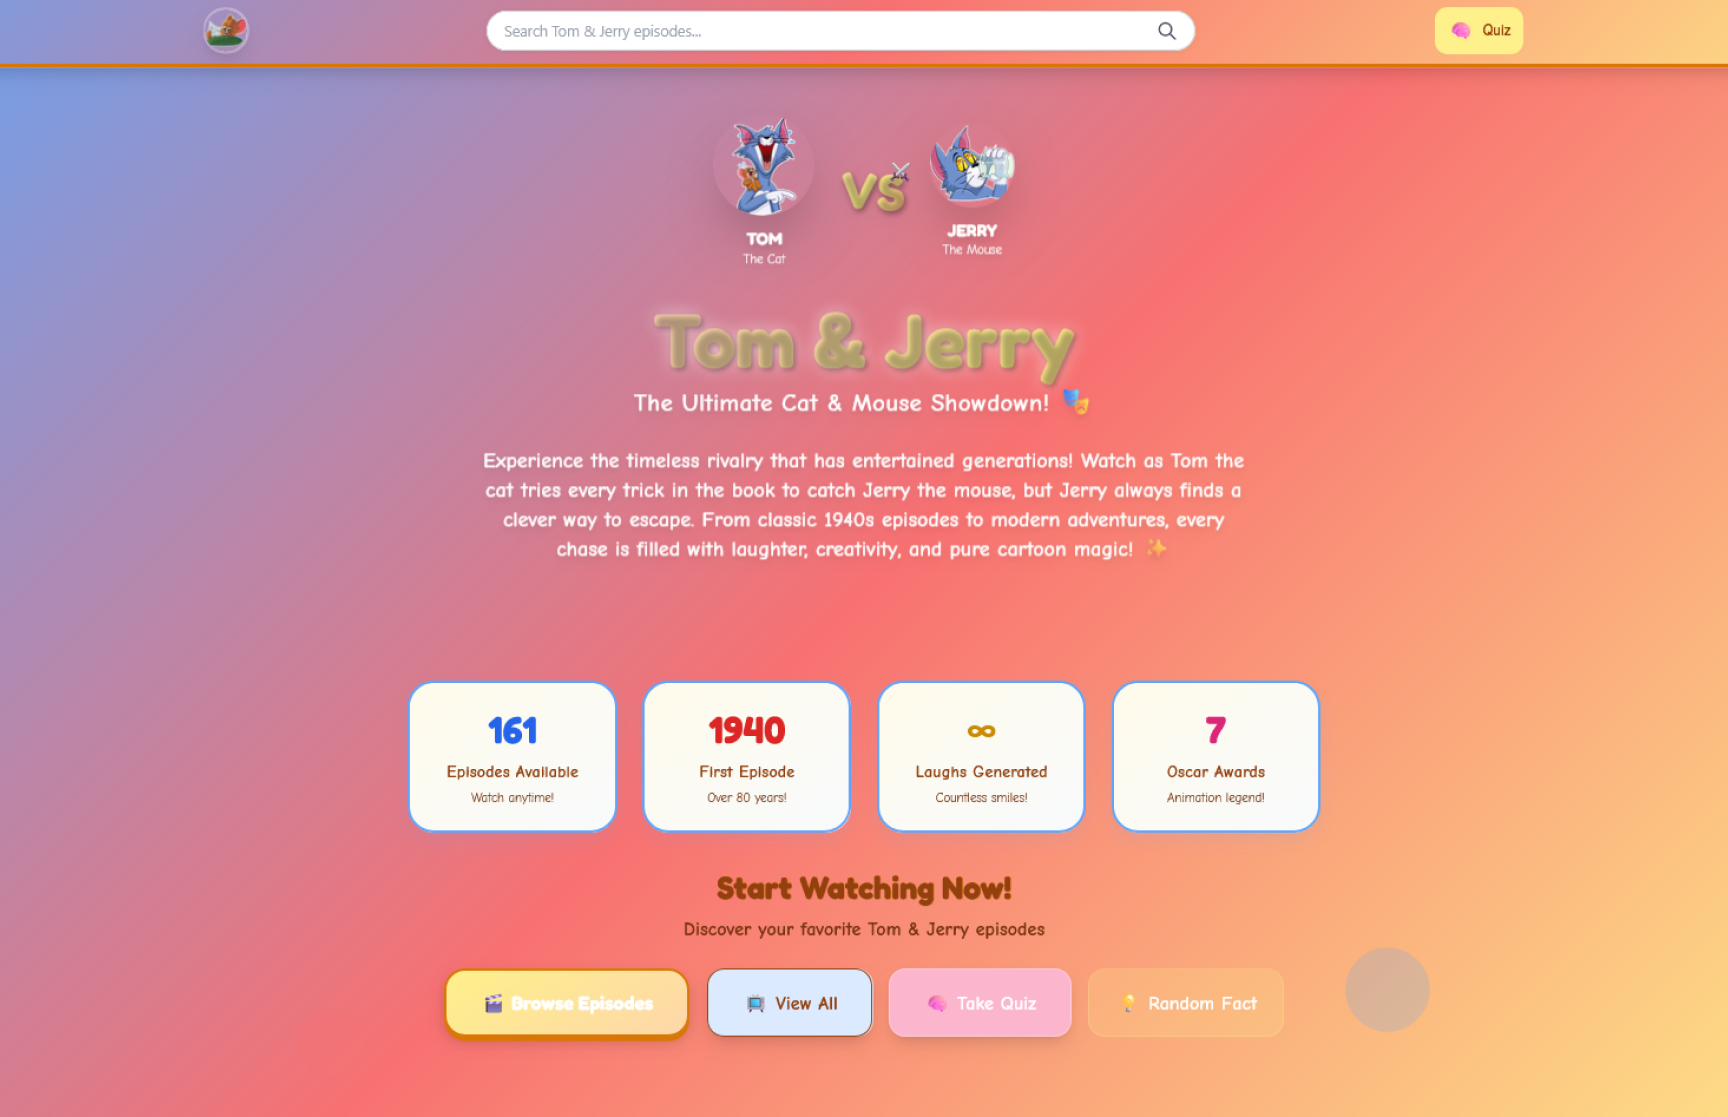 Search Tom & Jerry episodes...
Quiz
VS
TOM
The Cat
JERRY
The Mouse
Tom & Jerry
The Ultimate Cat & Mouse Showdown!
Experience the timeless rivalry that has entertained generations! Watch as Tom the
cat tries every trick in the book to catch Jerry the mouse, but Jerry always finds a
clever way to escape. From classic 1940s episodes to modern adventures, every
chase is filled with laughter, creativity, and pure cartoon magic!
161
Episodes Available
Watch anytime!
1940
First Episode
Over 80 years!
∞
Laughs Generated
Countless smiles!
7
Oscar Awards
Animation legend!
Start Watching Now!
Discover your favorite Tom & Jerry episodes
Browse Episodes
View All
Take Quiz
Random Fact